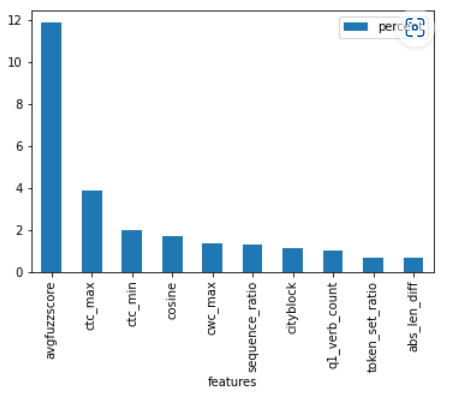 12
10
8
6
4
2
0
avgfuzzscore
ctc_max
ctc_min
cosine
cwc_max
sequence_ratio
cityblock
q1_verb_count
token_set_ratio
abs_len_diff
features